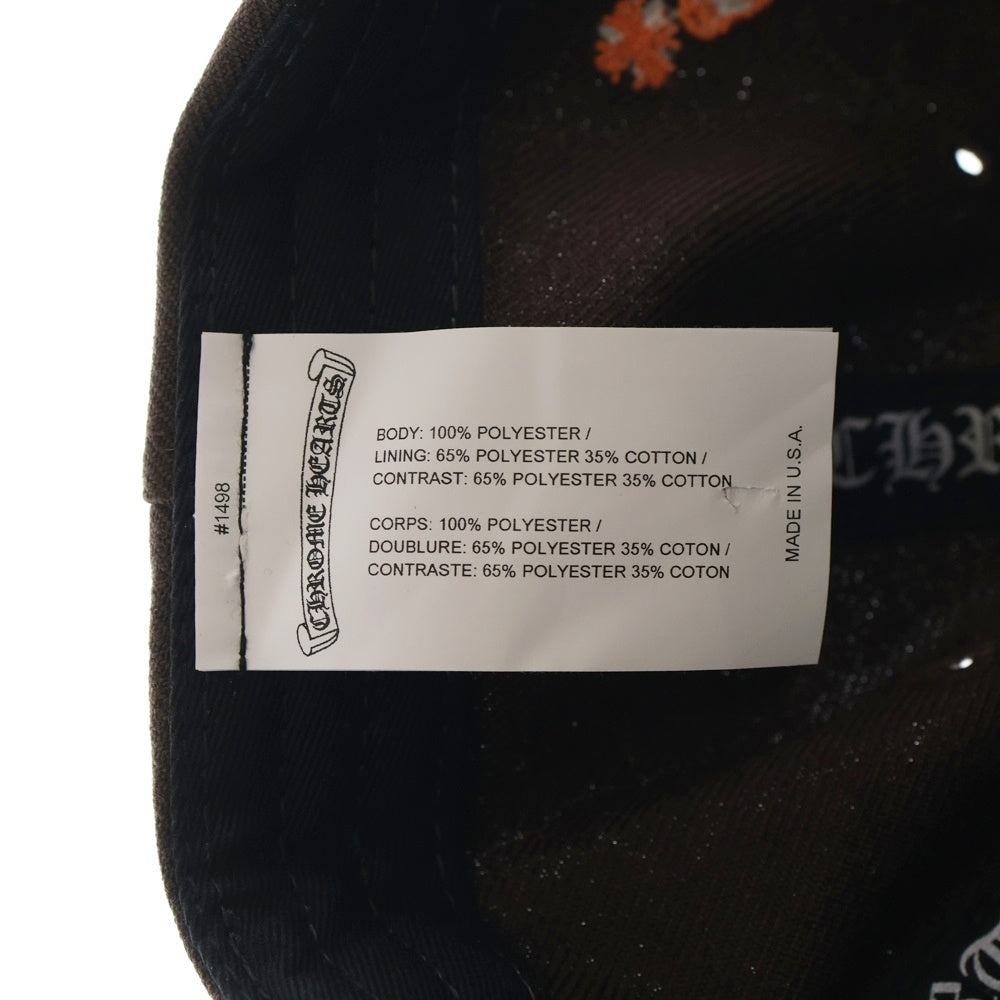 #1498
CHROME HEARTS
BODY: 100% POLYESTER /
LINING: 65% POLYESTER 35% COTTON /
CONTRAST: 65% POLYESTER 35% COTTON
CORPS: 100% POLYESTER /
DOUBLURE: 65% POLYESTER 35% COTON /
CONTRASTE: 65% POLYESTER 35% COTON
MADE IN U.S.A.